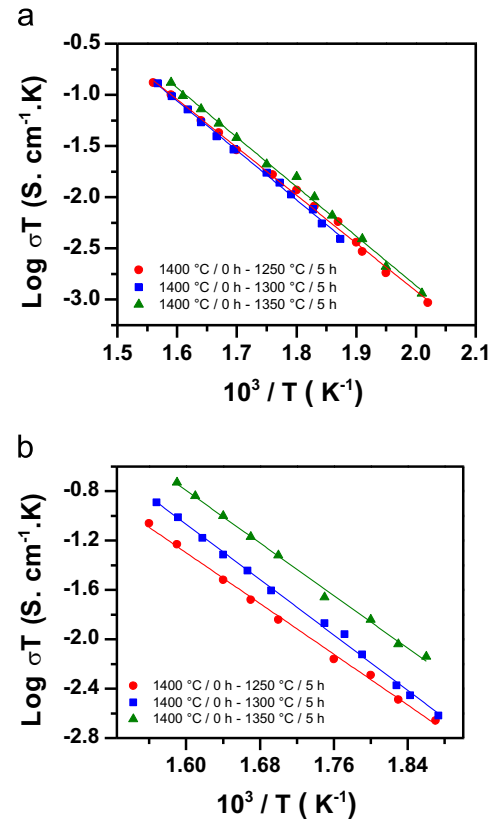 a
-0.5
-1.0
-1.5
-2.0
-2.5
-3.0
Log σT (S. cm⁻¹.K)
1400 °C / 0 h - 1250 °C / 5 h
1400 °C / 0 h - 1300 °C / 5 h
1400 °C / 0 h - 1350 °C / 5 h
1.5 1.6 1.7 1.8 1.9 2.0 2.1
10³ / T ( K⁻¹)
b
-0.8
-1.2
-1.6
-2.0
-2.4
-2.8
Log σT (S. cm⁻¹.K)
1400 °C / 0 h - 1250 °C / 5 h
1400 °C / 0 h - 1300 °C / 5 h
1400 °C / 0 h - 1350 °C / 5 h
1.60 1.68 1.76 1.84
10³ / T ( K⁻¹)